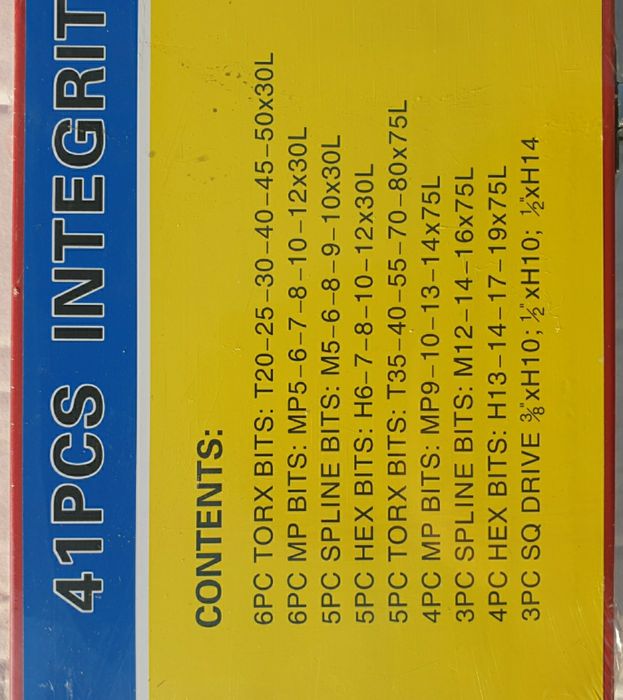 41PCS INTEGRIT
CONTENTS:
6PC TORX BITS: T20-25-30-40-45-50x30L
6PC MP BITS: MP5-6-7-8-10-12x30L
5PC SPLINE BITS: M5-6-8-9-10x30L
5PC HEX BITS: H6-7-8-10-12x30L
5PC TORX BITS: T35-40-55-70-80x75L
4PC MP BITS: MP9-10-13-14x75L
3PC SPLINE BITS: M12-14-16x75L
4PC HEX BITS: H13-14-17-19x75L
3PC SQ DRIVE ⅜"xH10; ½"xH10; ½"xH14